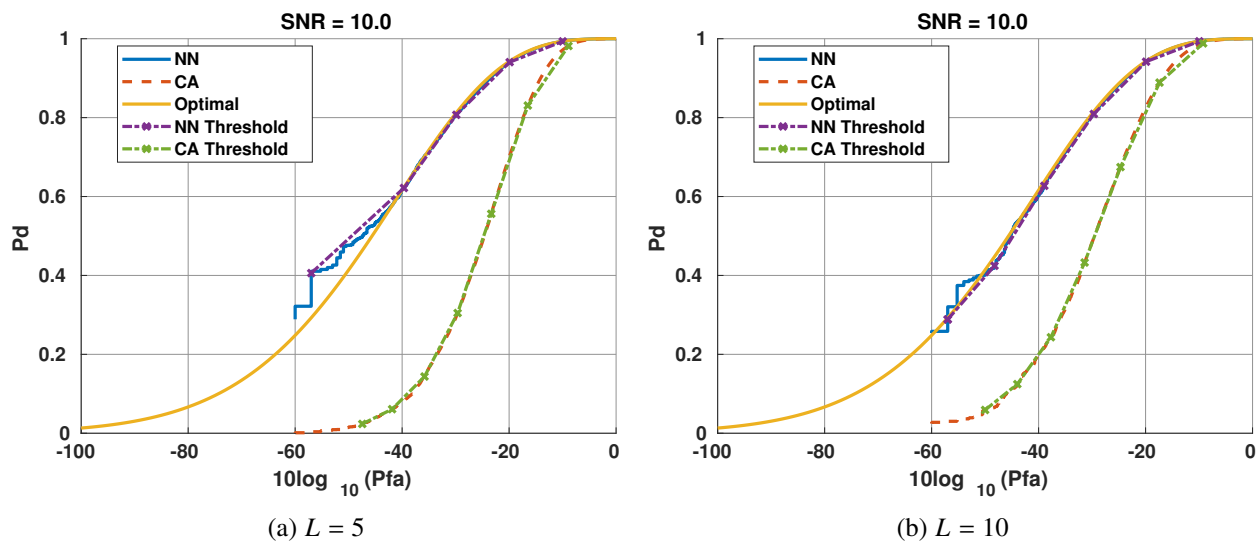 SNR = 10.0
NN
CA
Optimal
NN Threshold
CA Threshold
1
0.8
0.6
0.4
0.2
0
Pd
-100
-80
-60
-40
-20
0
10log 10 (Pfa)
(a) L = 5
SNR = 10.0
NN
CA
Optimal
NN Threshold
CA Threshold
1
0.8
0.6
0.4
0.2
0
Pd
-100
-80
-60
-40
-20
0
10log 10 (Pfa)
(b) L = 10